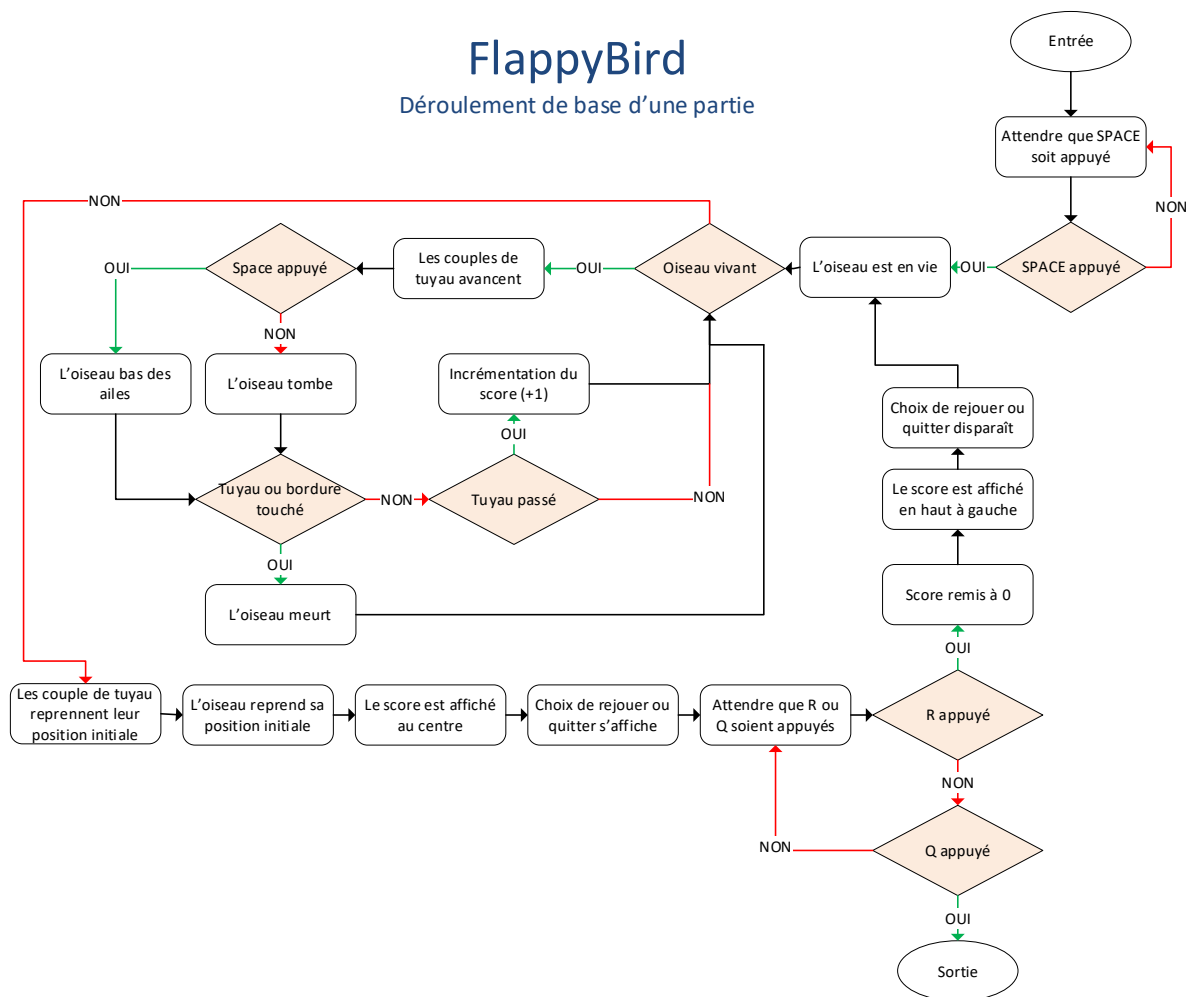 FlappyBird
Déroulement de base d'une partie
Entrée
Attendre que SPACE
soit appuyé
NON
SPACE appuyé
OUI
L'oiseau est en vie
Oiseau vivant
NON
OUI
Les couples de
tuyau avancent
Space appuyé
OUI
NON
L'oiseau bas des
ailes
L'oiseau tombe
Incrémentation du
score (+1)
OUI
Tuyau ou bordure
touché
NON
Tuyau passé
NON
OUI
L'oiseau meurt
Choix de rejouer ou
quitter disparaît
Le score est affiché
en haut à gauche
Score remis à 0
OUI
Les couple de tuyau
reprennent leur
position initiale
L'oiseau reprend sa
position initiale
Le score est affiché
au centre
Choix de rejouer ou
quitter s'affiche
Attendre que R ou
Q soient appuyés
R appuyé
NON
NON
Q appuyé
OUI
Sortie